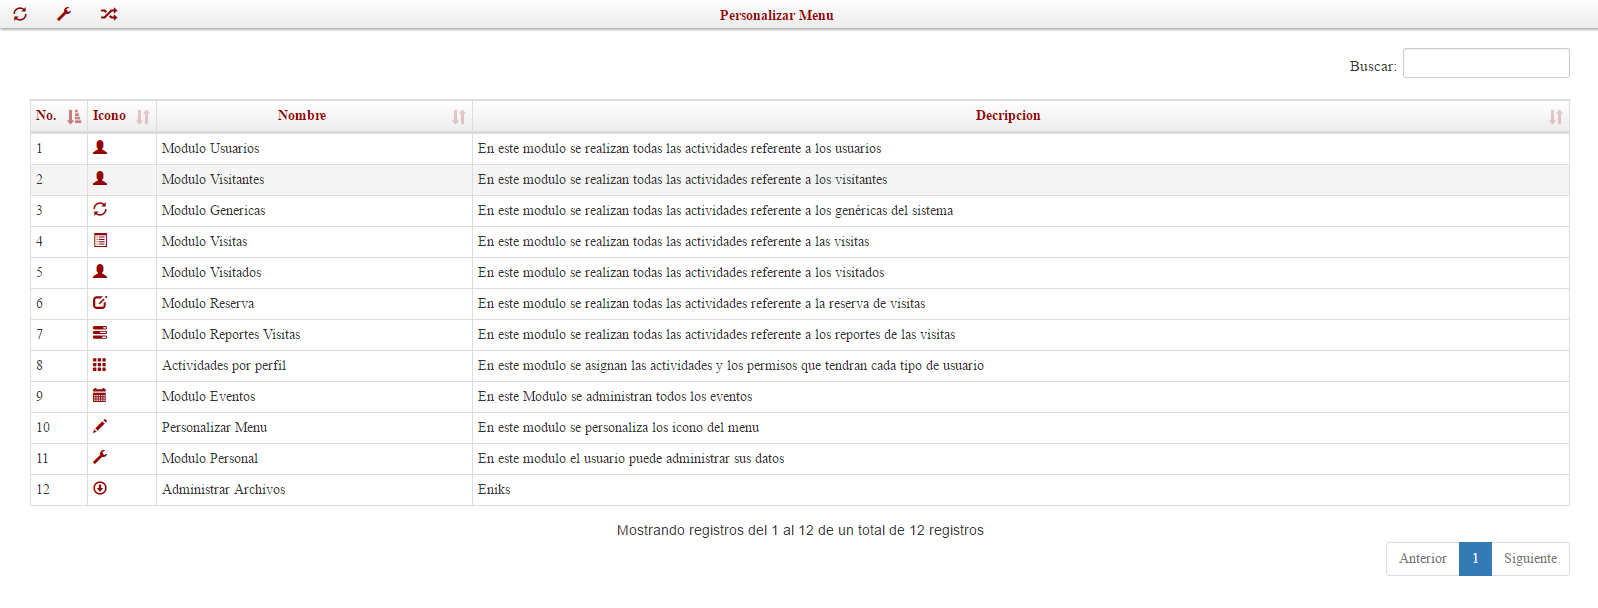 Personalizar Menu
Buscar:
No. Icono Nombre Decripcion
1 Modulo Usuarios En este modulo se realizan todas las actividades referente a los usuarios
2 Modulo Visitantes En este modulo se realizan todas las actividades referente a los visitantes
3 Modulo Genericas En este modulo se realizan todas las actividades referente a los genéricas del sistema
4 Modulo Visitas En este modulo se realizan todas las actividades referente a las visitas
5 Modulo Visitados En este modulo se realizan todas las actividades referente a los visitados
6 Modulo Reserva En este modulo se realizan todas las actividades referente a la reserva de visitas
7 Modulo Reportes Visitas En este modulo se realizan todas las actividades referente a los reportes de las visitas
8 Actividades por perfil En este modulo se asignan las actividades y los permisos que tendran cada tipo de usuario
9 Modulo Eventos En este Modulo se administran todos los eventos
10 Personalizar Menu En este modulo se personaliza los icono del menu
11 Modulo Personal En este modulo el usuario puede administrar sus datos
12 Administrar Archivos Eniks
Mostrando registros del 1 al 12 de un total de 12 registros
Anterior 1 Siguiente